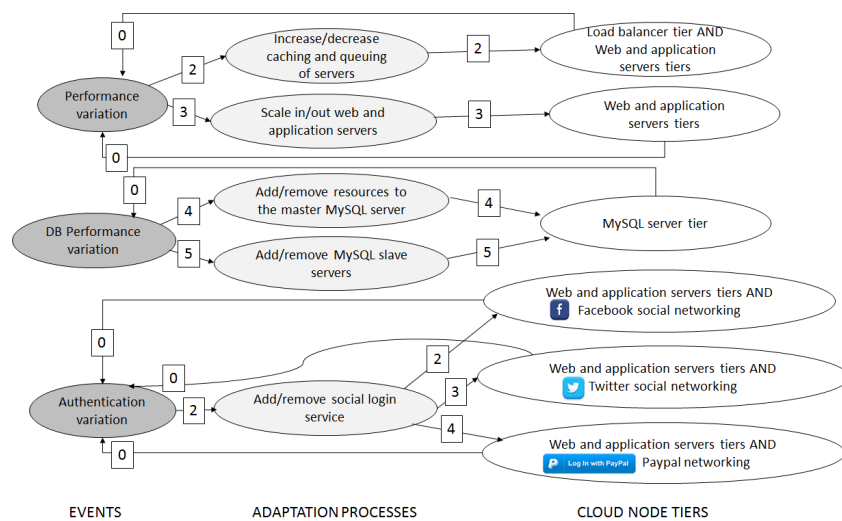 0
Increase/decrease
caching and queuing
of servers
2
2
Load balancer tier AND
Web and application
servers tiers
Performance
variation
3
Scale in/out web and
application servers
3
Web and application
servers tiers
0
0
Add/remove resources to
the master MySQL server
4
4
DB Performance
variation
MySQL server tier
5
Add/remove MySQL slave
servers
5
Web and application servers tiers AND
f Facebook social networking
0
2
0
Web and application servers tiers AND
Twitter social networking
3
Authentication
variation
2
Add/remove social login
service
4
0
Web and application servers tiers AND
P Log In with PayPal Paypal networking
EVENTS
ADAPTATION PROCESSES
CLOUD NODE TIERS